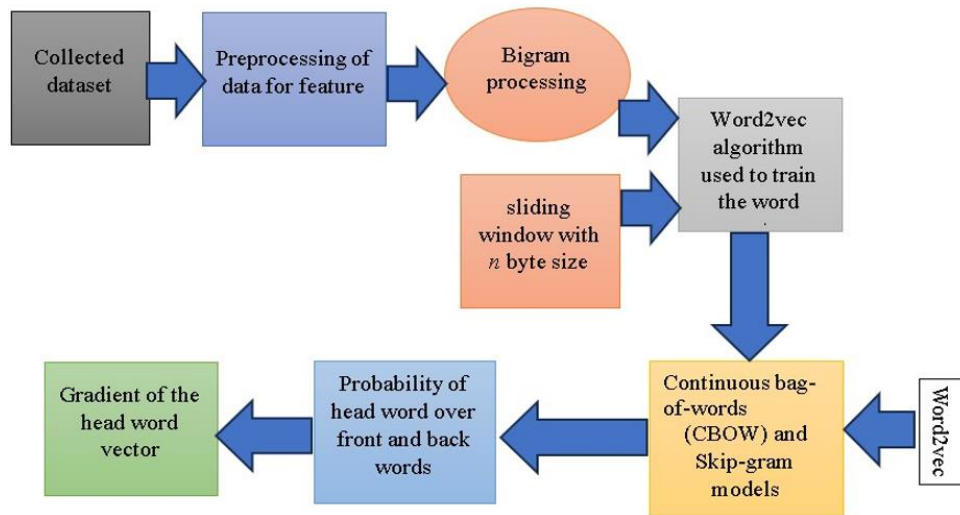 Collected
dataset
Preprocessing of
data for feature
Bigram
processing
Word2vec
algorithm
used to train
the word
.
sliding
window with
n byte size
Gradient of the
head word
vector
Probability of
head word over
front and back
words
Continuous bag-
of-words
(CBOW) and
Skip-gram
models
Word2vec